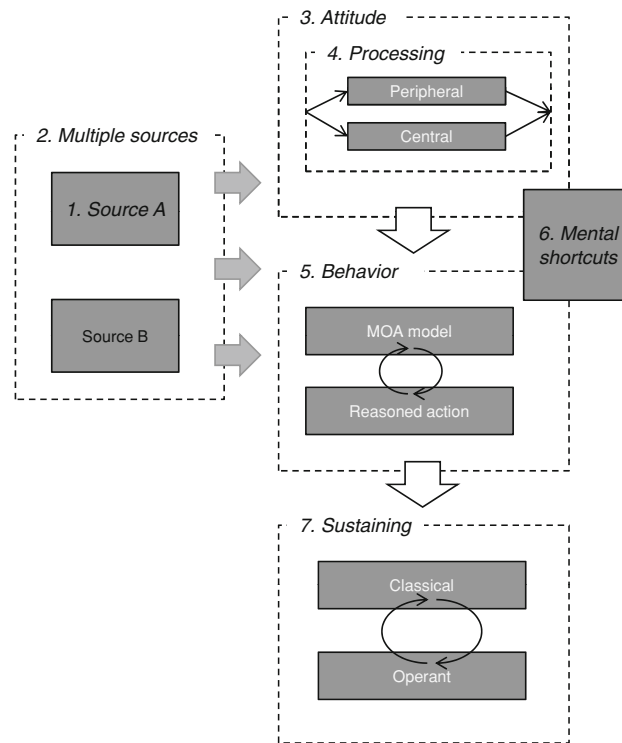 3. Attitude
4. Processing
Peripheral
Central
2. Multiple sources
1. Source A
Source B
6. Mental
shortcuts
5. Behavior
MOA model
Reasoned action
7. Sustaining
Classical
Operant